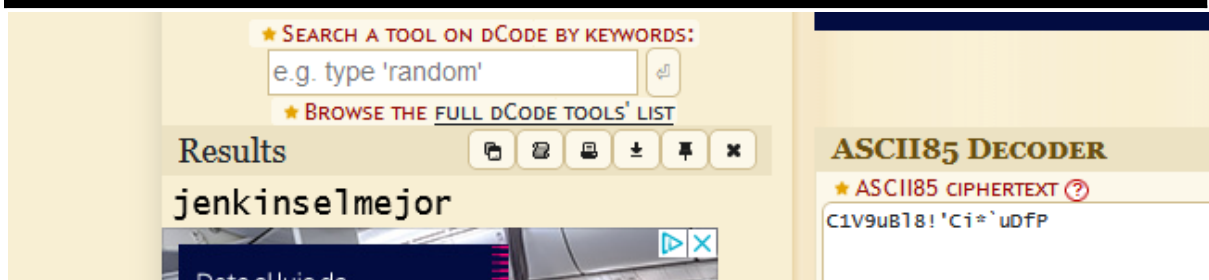 ★ SEARCH A TOOL ON DCODE BY KEYWORDS:
e.g. type 'random'
★ BROWSE THE FULL DCODE TOOLS' LIST
Results
jenkinselmejor
ASCII85 DECODER
★ ASCII85 CIPHERTEXT ?
C1V9uBl8!'Ci*`uDfP